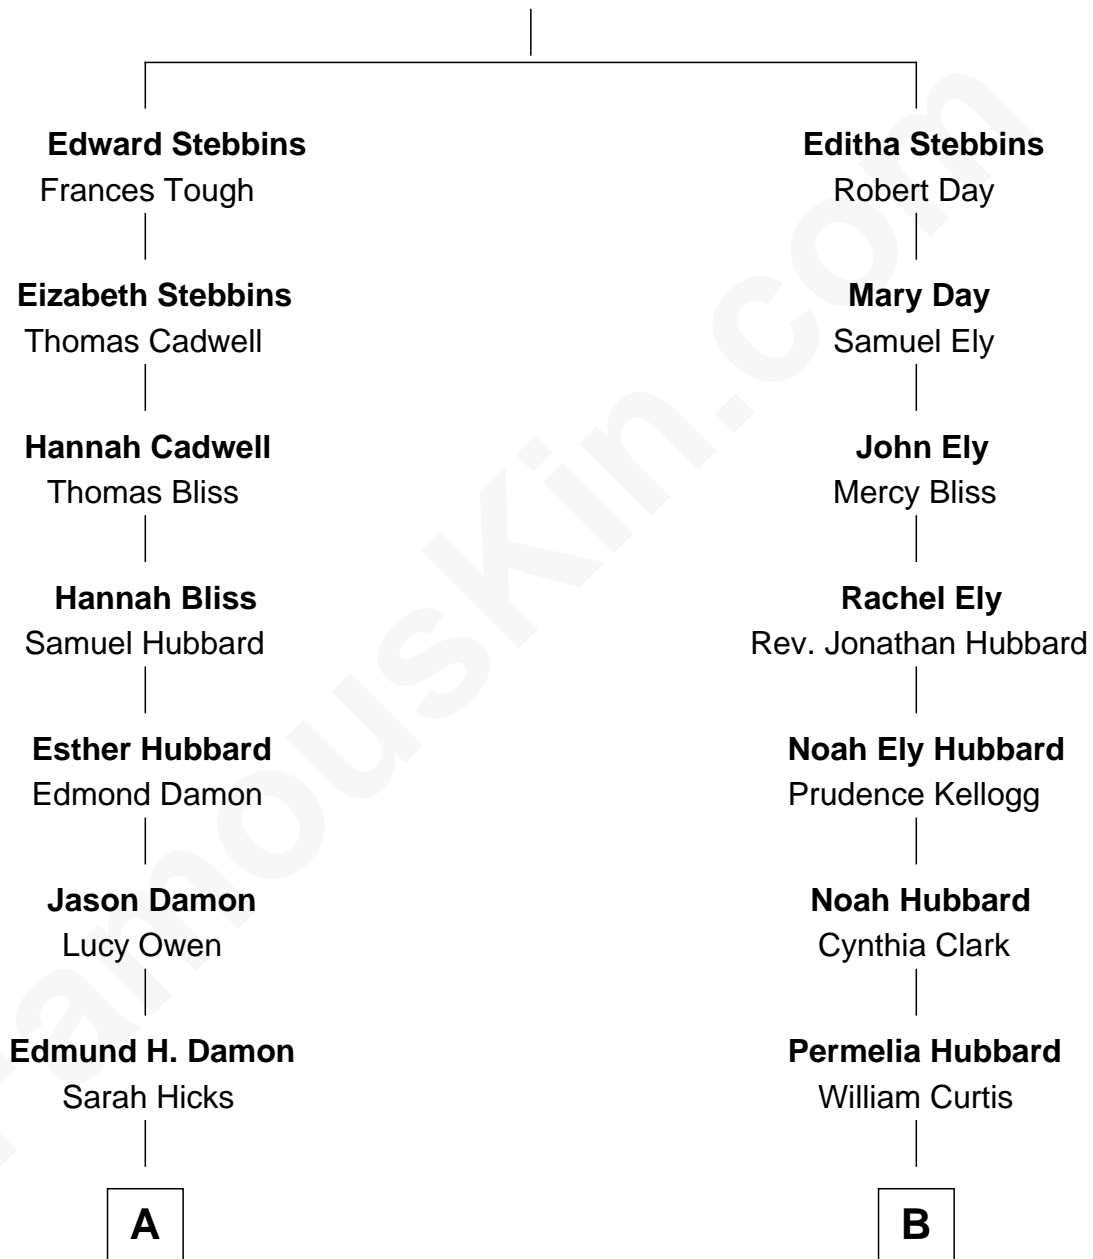 Edward Stebbins
Frances Tough
Eizabeth Stebbins
Thomas Cadwell
Hannah Cadwell
Thomas Bliss
Hannah Bliss
Samuel Hubbard
Esther Hubbard
Edmond Damon
Jason Damon
Lucy Owen
Edmund H. Damon
Sarah Hicks
A
Editha Stebbins
Robert Day
Mary Day
Samuel Ely
John Ely
Mercy Bliss
Rachel Ely
Rev. Jonathan Hubbard
Noah Ely Hubbard
Prudence Kellogg
Noah Hubbard
Cynthia Clark
Permelia Hubbard
William Curtis
B
FamousKin.com